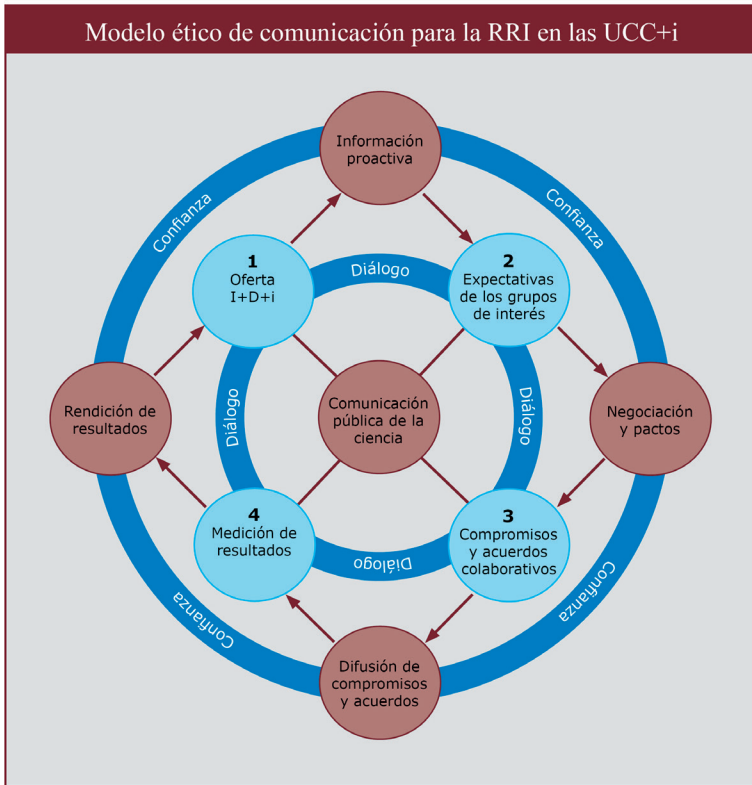 Modelo ético de comunicación para la RRI en las UCC+i
Información
proactiva
Confianza
Confianza
1
Oferta
I+D+i
Diálogo
2
Expectativas
de los grupos
de interés
Rendición de
resultados
Diálogo
Comunicación
pública de la
ciencia
Diálogo
Negociación
y pactos
4
Medición de
resultados
Diálogo
3
Compromisos
y acuerdos
colaborativos
Confianza
Confianza
Difusión de
compromisos
y acuerdos